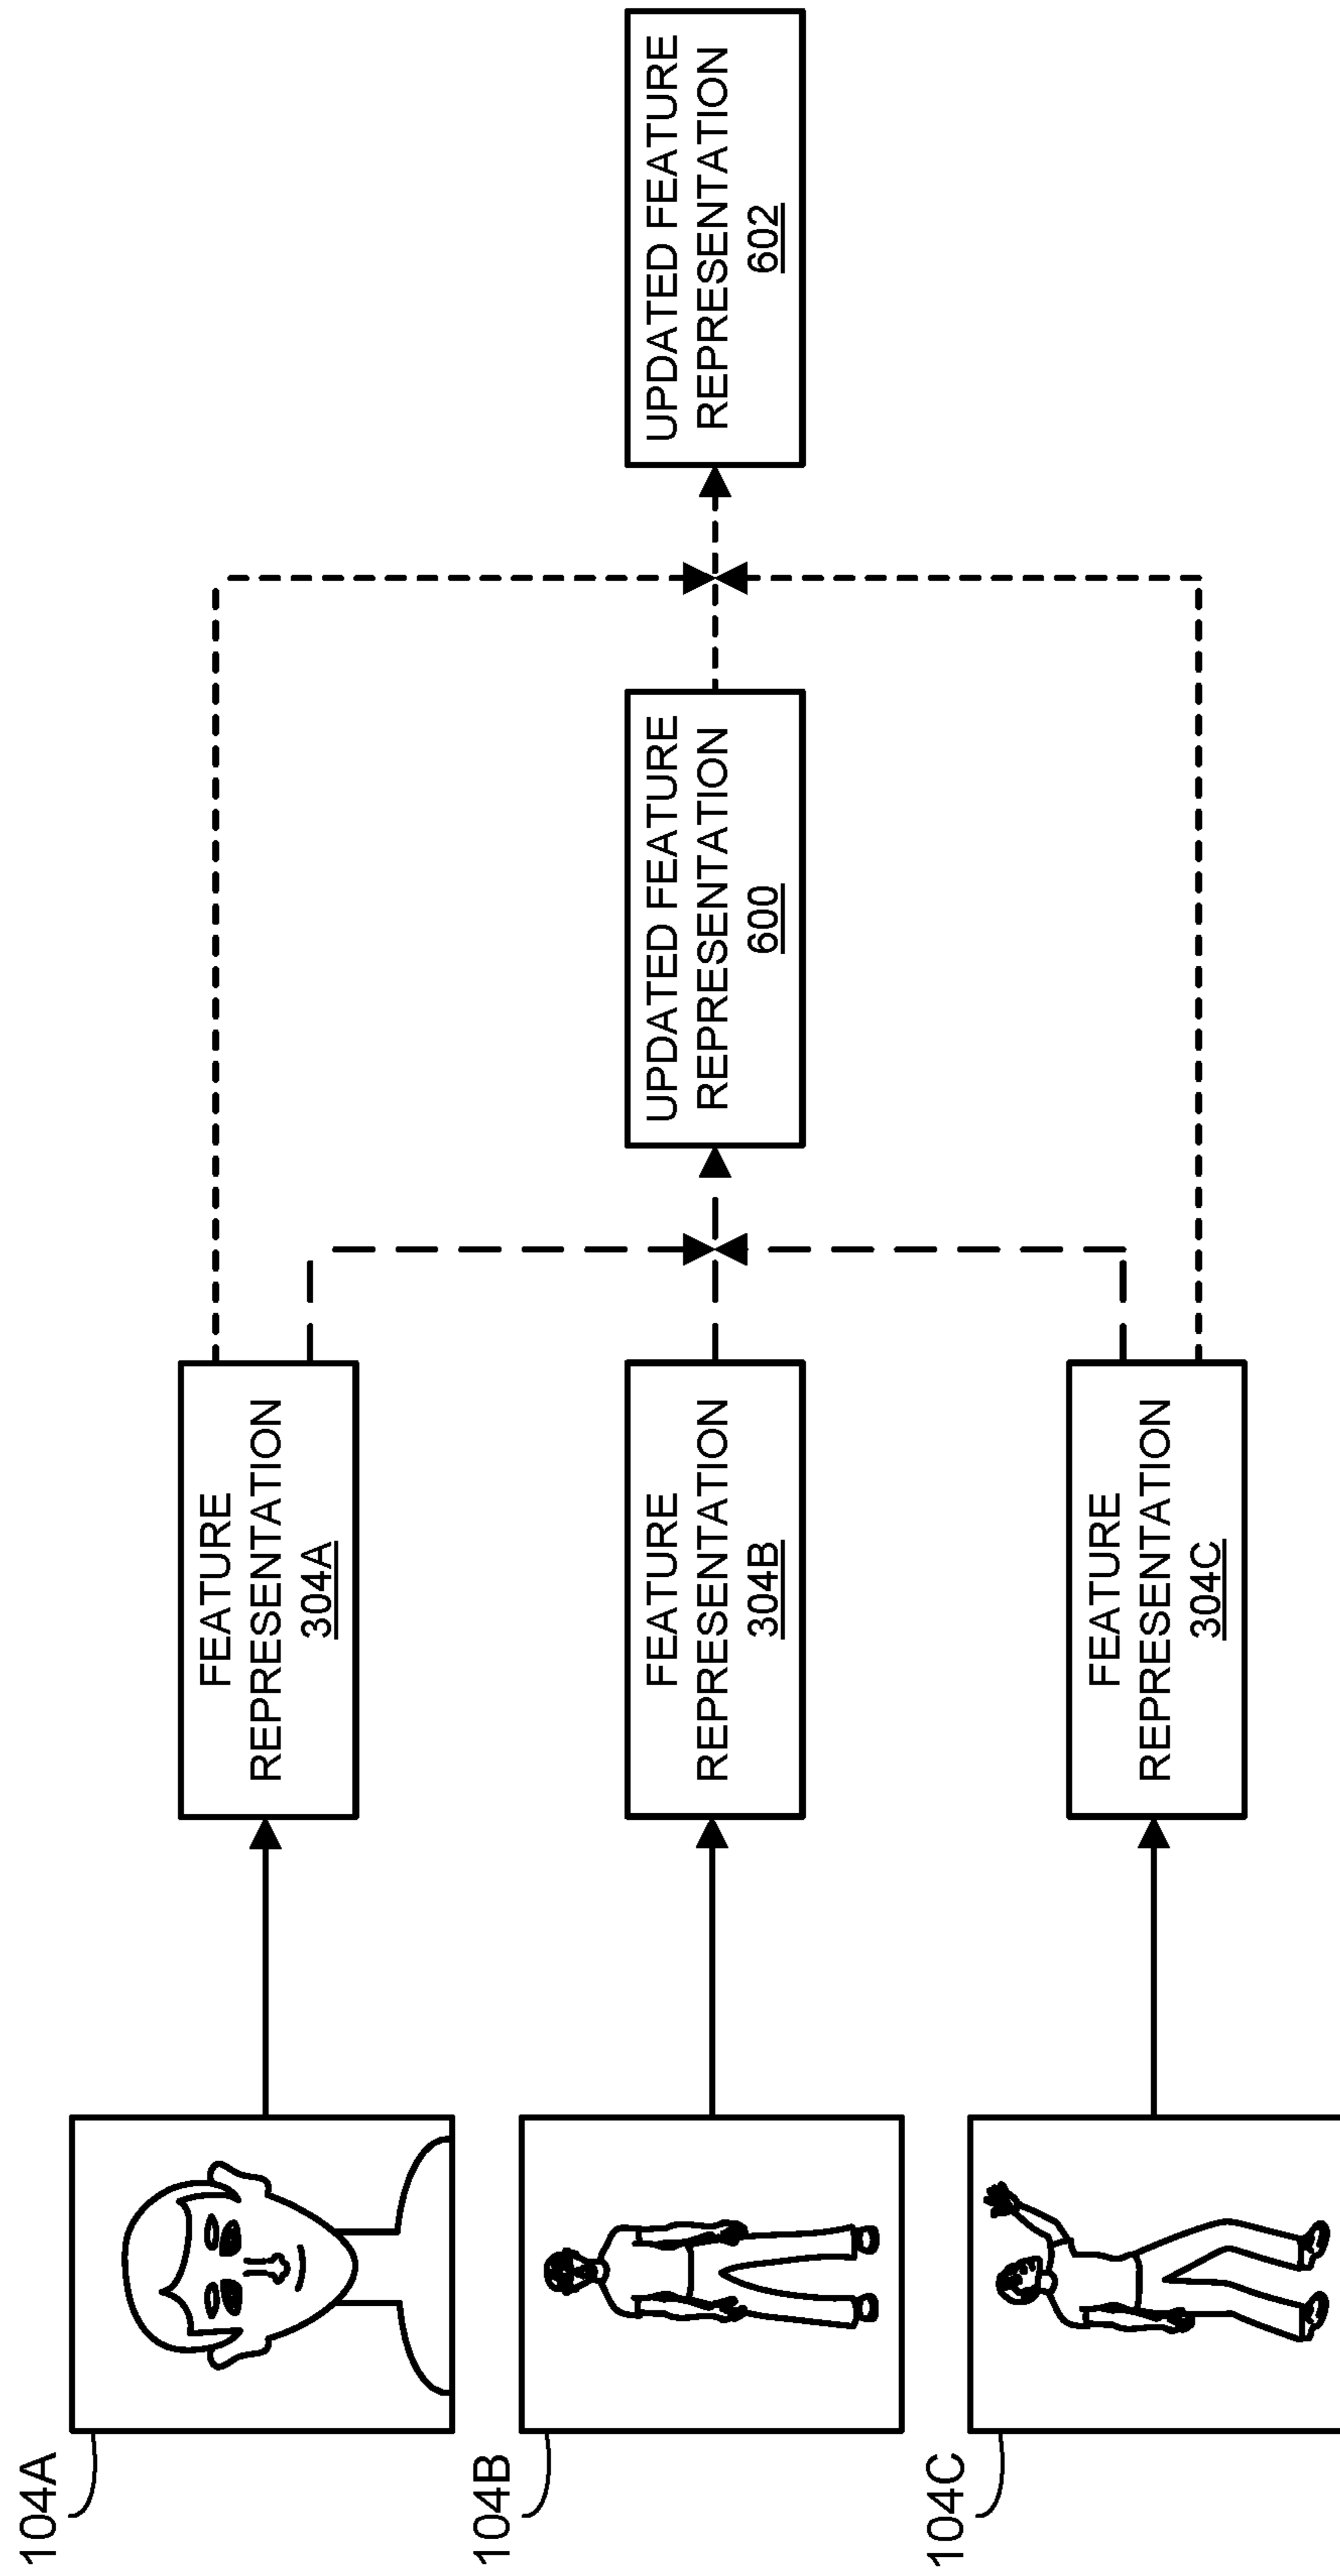 104A
FEATURE
REPRESENTATION
304A
104B
FEATURE
REPRESENTATION
304B
UPDATED FEATURE
REPRESENTATION
600
UPDATED FEATURE
REPRESENTATION
602
104C
FEATURE
REPRESENTATION
304C